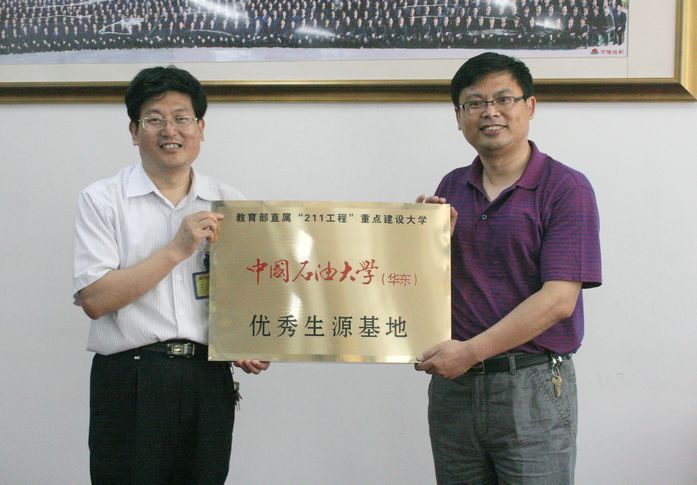 教育部直属“211工程”重点建设大学
中國石油大学(华东)
优秀生源基地